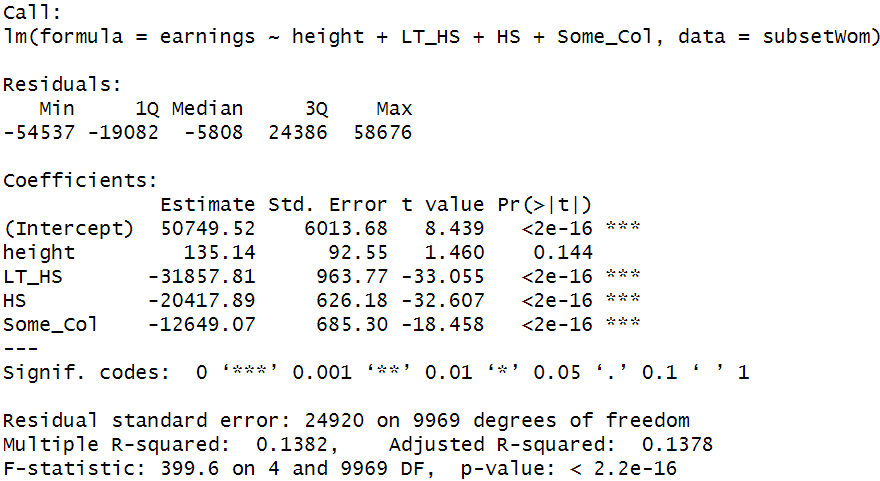 Call:
lm(formula = earnings ~ height + LT_HS + HS + Some_Col, data = subsetWom)

Residuals:
   Min     1Q Median     3Q    Max
-54537 -19082  -5808  24386  58676

Coefficients:
            Estimate Std. Error t value Pr(>|t|)
(Intercept)  50749.52    6013.68   8.439   <2e-16 ***
height         135.14      92.55   1.460    0.144
LT_HS       -31857.81     963.77 -33.055   <2e-16 ***
HS          -20417.89     626.18 -32.607   <2e-16 ***
Some_Col    -12649.07     685.30 -18.458   <2e-16 ***
---
Signif. codes:  0 ‘***’ 0.001 ‘**’ 0.01 ‘*’ 0.05 ‘.’ 0.1 ‘ ’ 1

Residual standard error: 24920 on 9969 degrees of freedom
Multiple R-squared:  0.1382,    Adjusted R-squared:  0.1378
F-statistic: 399.6 on 4 and 9969 DF,  p-value: < 2.2e-16